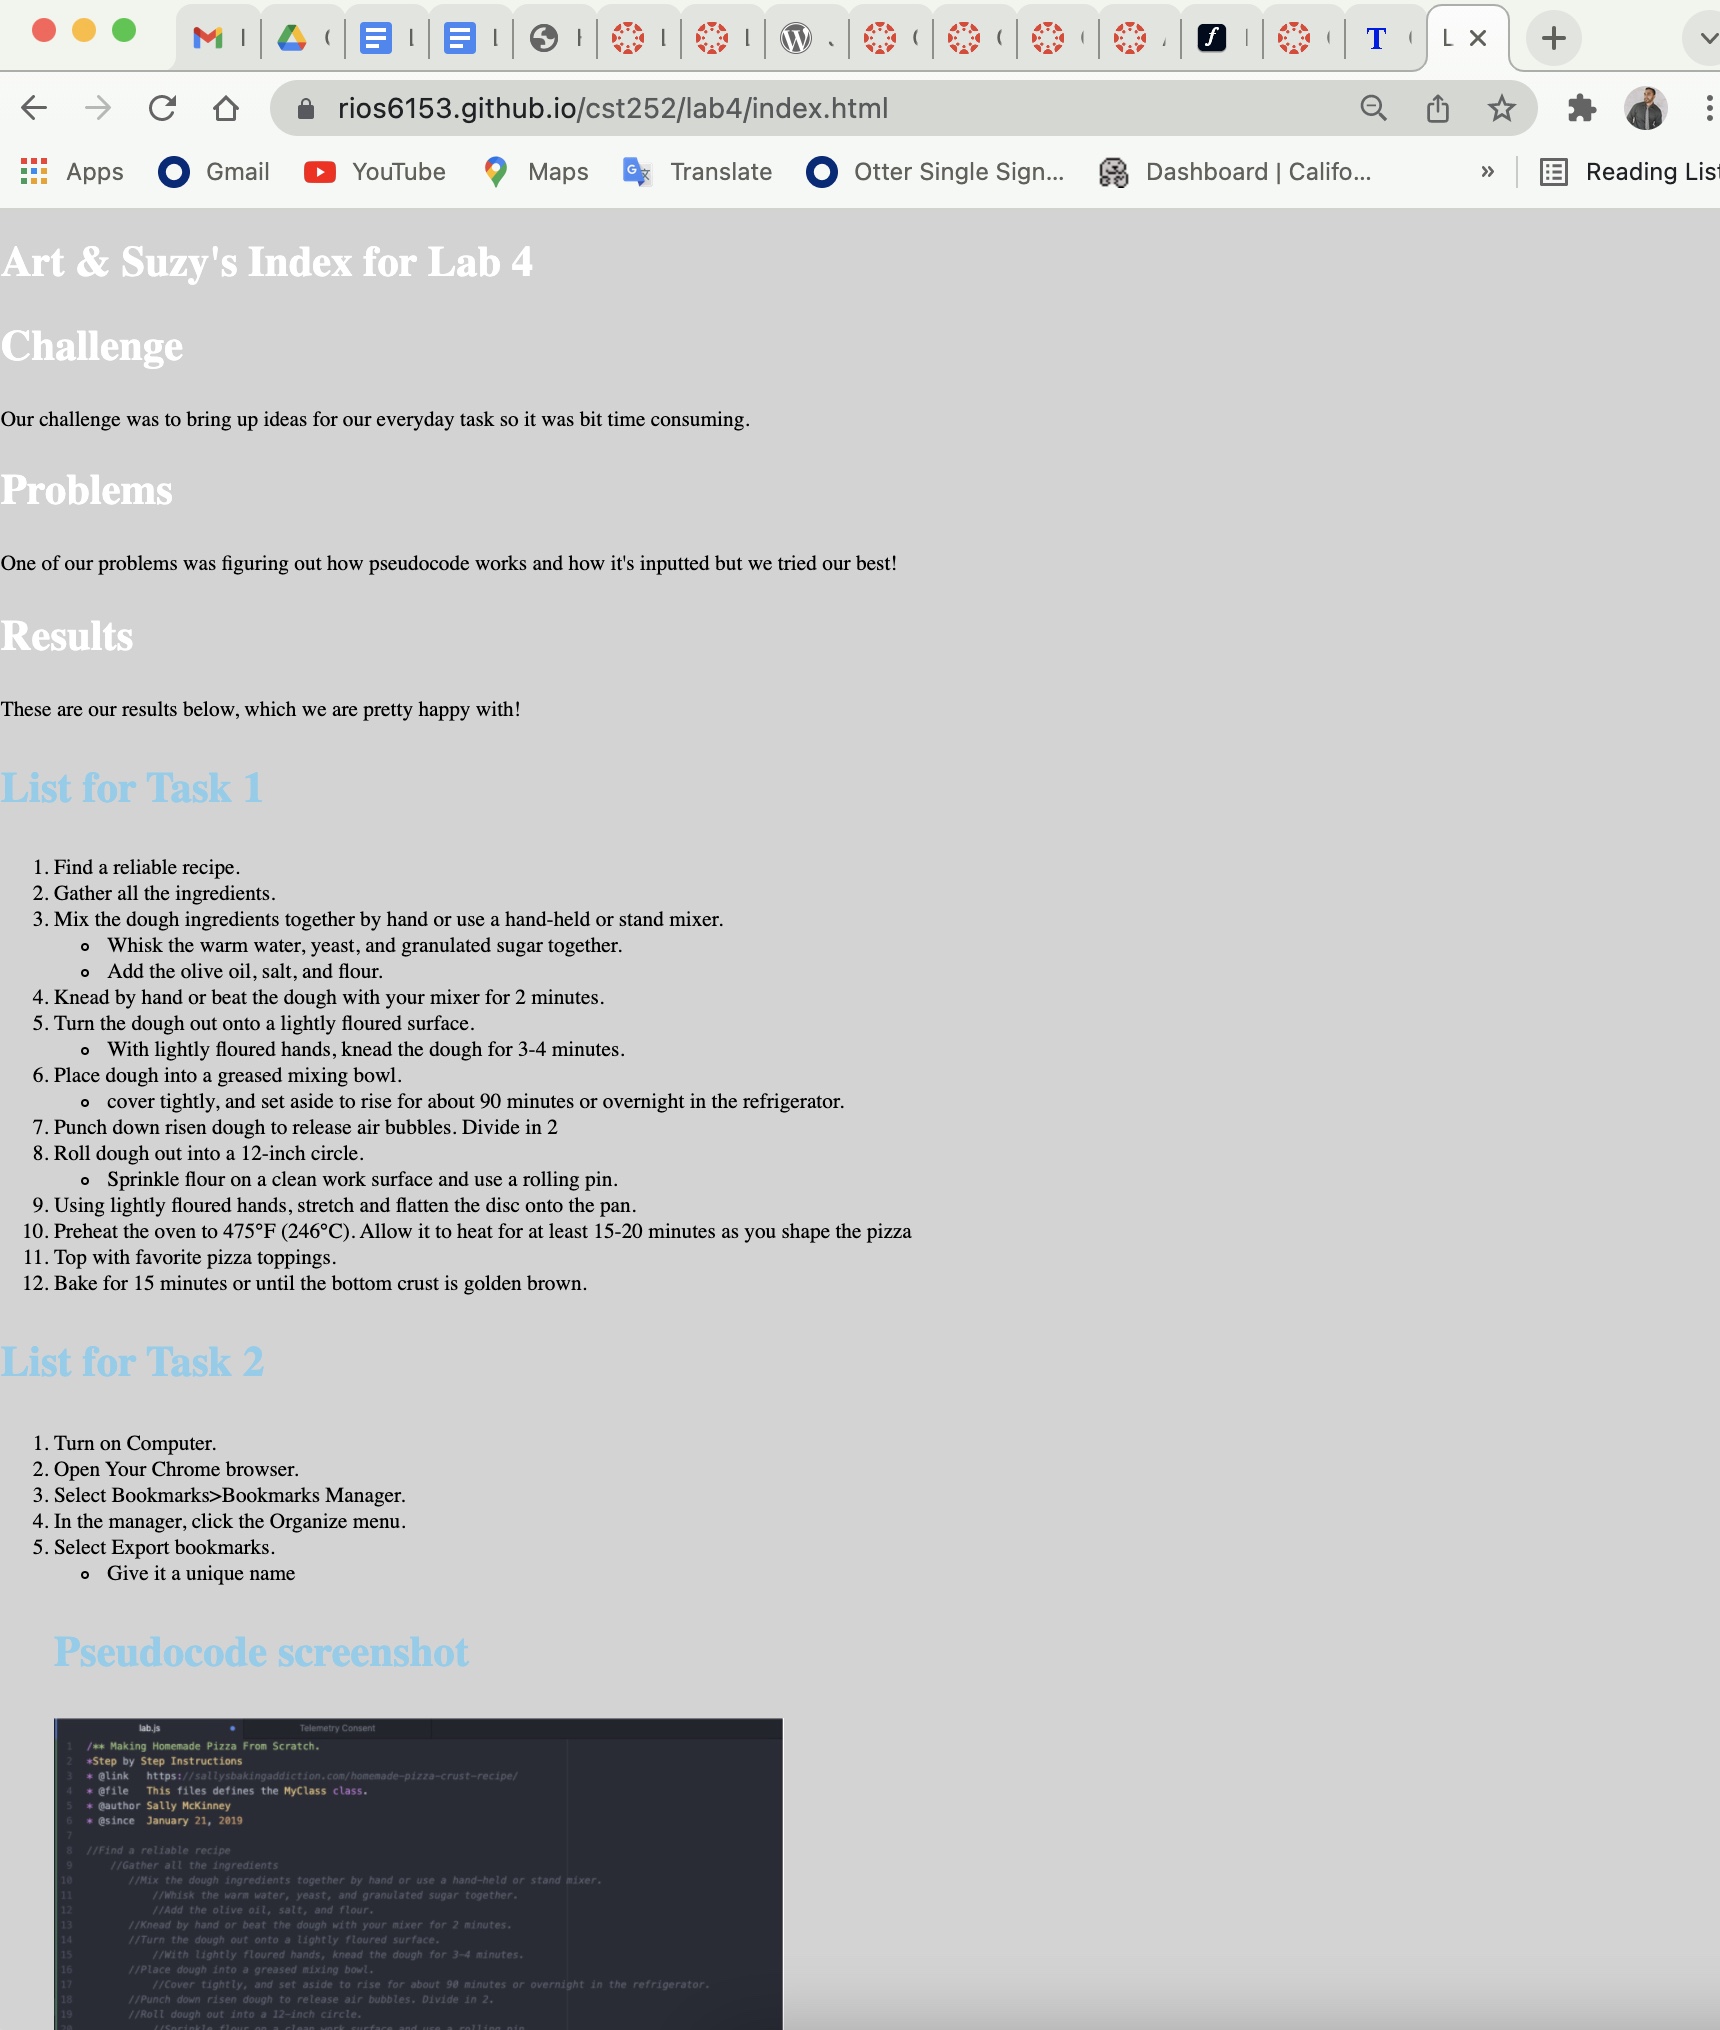 rios6153.github.io/cst252/lab4/index.html
Apps Gmail YouTube Maps Translate Otter Single Sign... Dashboard | Califo... » Reading List
Art & Suzy's Index for Lab 4
Challenge
Our challenge was to bring up ideas for our everyday task so it was bit time consuming.
Problems
One of our problems was figuring out how pseudocode works and how it's inputted but we tried our best!
Results
These are our results below, which we are pretty happy with!
List for Task 1
1. Find a reliable recipe.
2. Gather all the ingredients.
3. Mix the dough ingredients together by hand or use a hand-held or stand mixer.
Whisk the warm water, yeast, and granulated sugar together.
Add the olive oil, salt, and flour.
4. Knead by hand or beat the dough with your mixer for 2 minutes.
5. Turn the dough out onto a lightly floured surface.
With lightly floured hands, knead the dough for 3-4 minutes.
6. Place dough into a greased mixing bowl.
cover tightly, and set aside to rise for about 90 minutes or overnight in the refrigerator.
7. Punch down risen dough to release air bubbles. Divide in 2
8. Roll dough out into a 12-inch circle.
Sprinkle flour on a clean work surface and use a rolling pin.
9. Using lightly floured hands, stretch and flatten the disc onto the pan.
10. Preheat the oven to 475°F (246°C). Allow it to heat for at least 15-20 minutes as you shape the pizza
11. Top with favorite pizza toppings.
12. Bake for 15 minutes or until the bottom crust is golden brown.
List for Task 2
1. Turn on Computer.
2. Open Your Chrome browser.
3. Select Bookmarks>Bookmarks Manager.
4. In the manager, click the Organize menu.
5. Select Export bookmarks.
Give it a unique name
Pseudocode screenshot
lab.js Telemetry Consent
1 /** Making Homemade Pizza From Scratch.
2 *Step by Step Instructions
3 * @link https://sallysbakingaddiction.com/homemade-pizza-crust-recipe/
4 * @file This files defines the MyClass class.
5 * @author Sally McKinney
6 * @since January 21, 2019
7
8 //Find a reliable recipe
9 //Gather all the ingredients
10 //Mix the dough ingredients together by hand or use a hand-held or stand mixer.
11 //Whisk the warm water, yeast, and granulated sugar together.
12 //Add the olive oil, salt, and flour.
13 //Knead by hand or beat the dough with your mixer for 2 minutes.
14 //Turn the dough out onto a lightly floured surface.
15 //With lightly floured hands, knead the dough for 3-4 minutes.
16 //Place dough into a greased mixing bowl.
17 //Cover tightly, and set aside to rise for about 90 minutes or overnight in the refrigerator.
18 //Punch down risen dough to release air bubbles. Divide in 2.
19 //Roll dough out into a 12-inch circle.